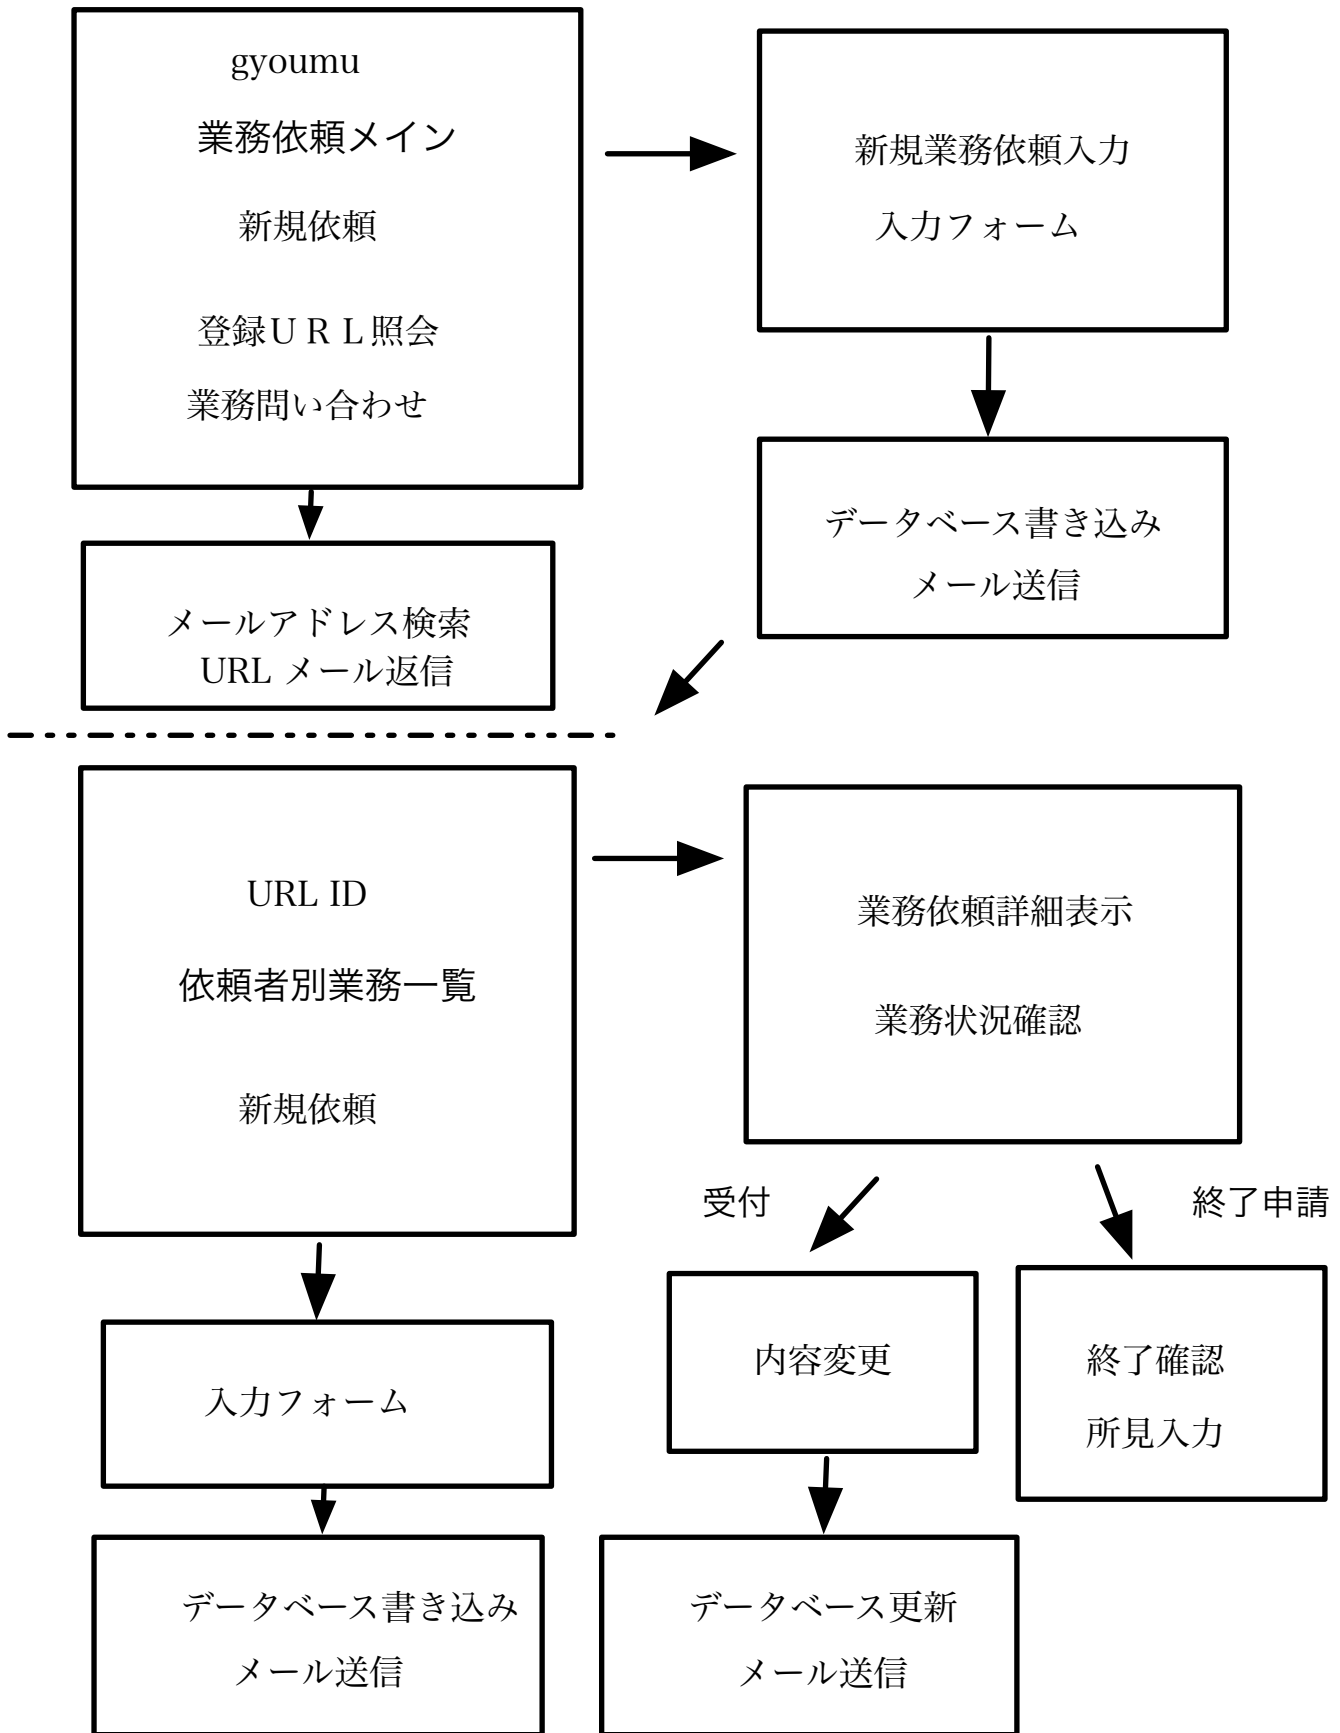 gyoumu
業務依頼メイン
新規依頼
登録ＵＲＬ照会
業務問い合わせ
新規業務依頼入力
入力フォーム
データベース書き込み
メール送信
メールアドレス検索
URL メール返信
URL ID
依頼者別業務一覧
新規依頼
業務依頼詳細表示
業務状況確認
受付
終了申請
内容変更
終了確認
所見入力
入力フォーム
データベース書き込み
メール送信
データベース更新
メール送信